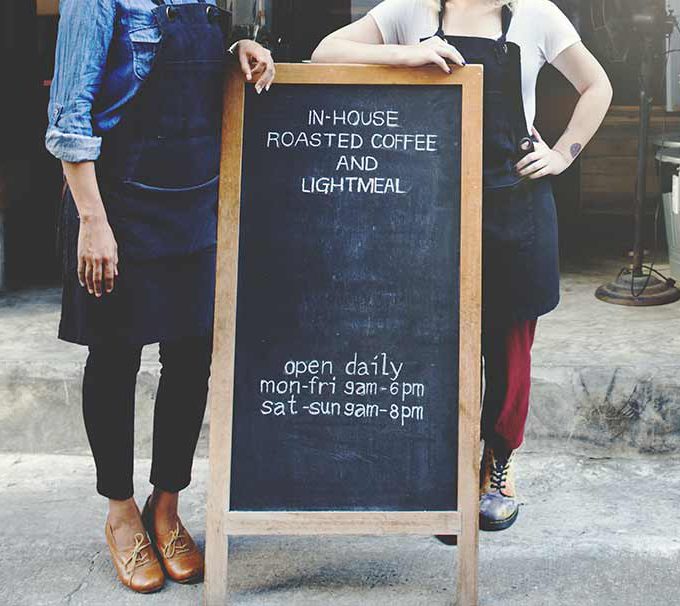 IN-HOUSE
ROASTED COFFEE
AND
LIGHTMEAL
open daily
mon-fri 9am-6pm
sat-sun 9am-8pm